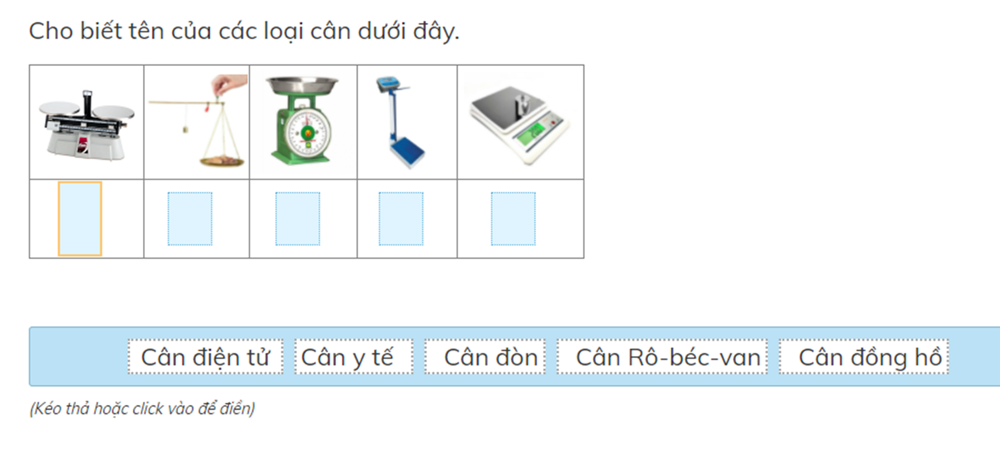 Cho biết tên của các loại cân dưới đây.
Cân điện tử Cân y tế Cân đòn Cân Rô-béc-van Cân đồng hồ
(Kéo thả hoặc click vào để điền)